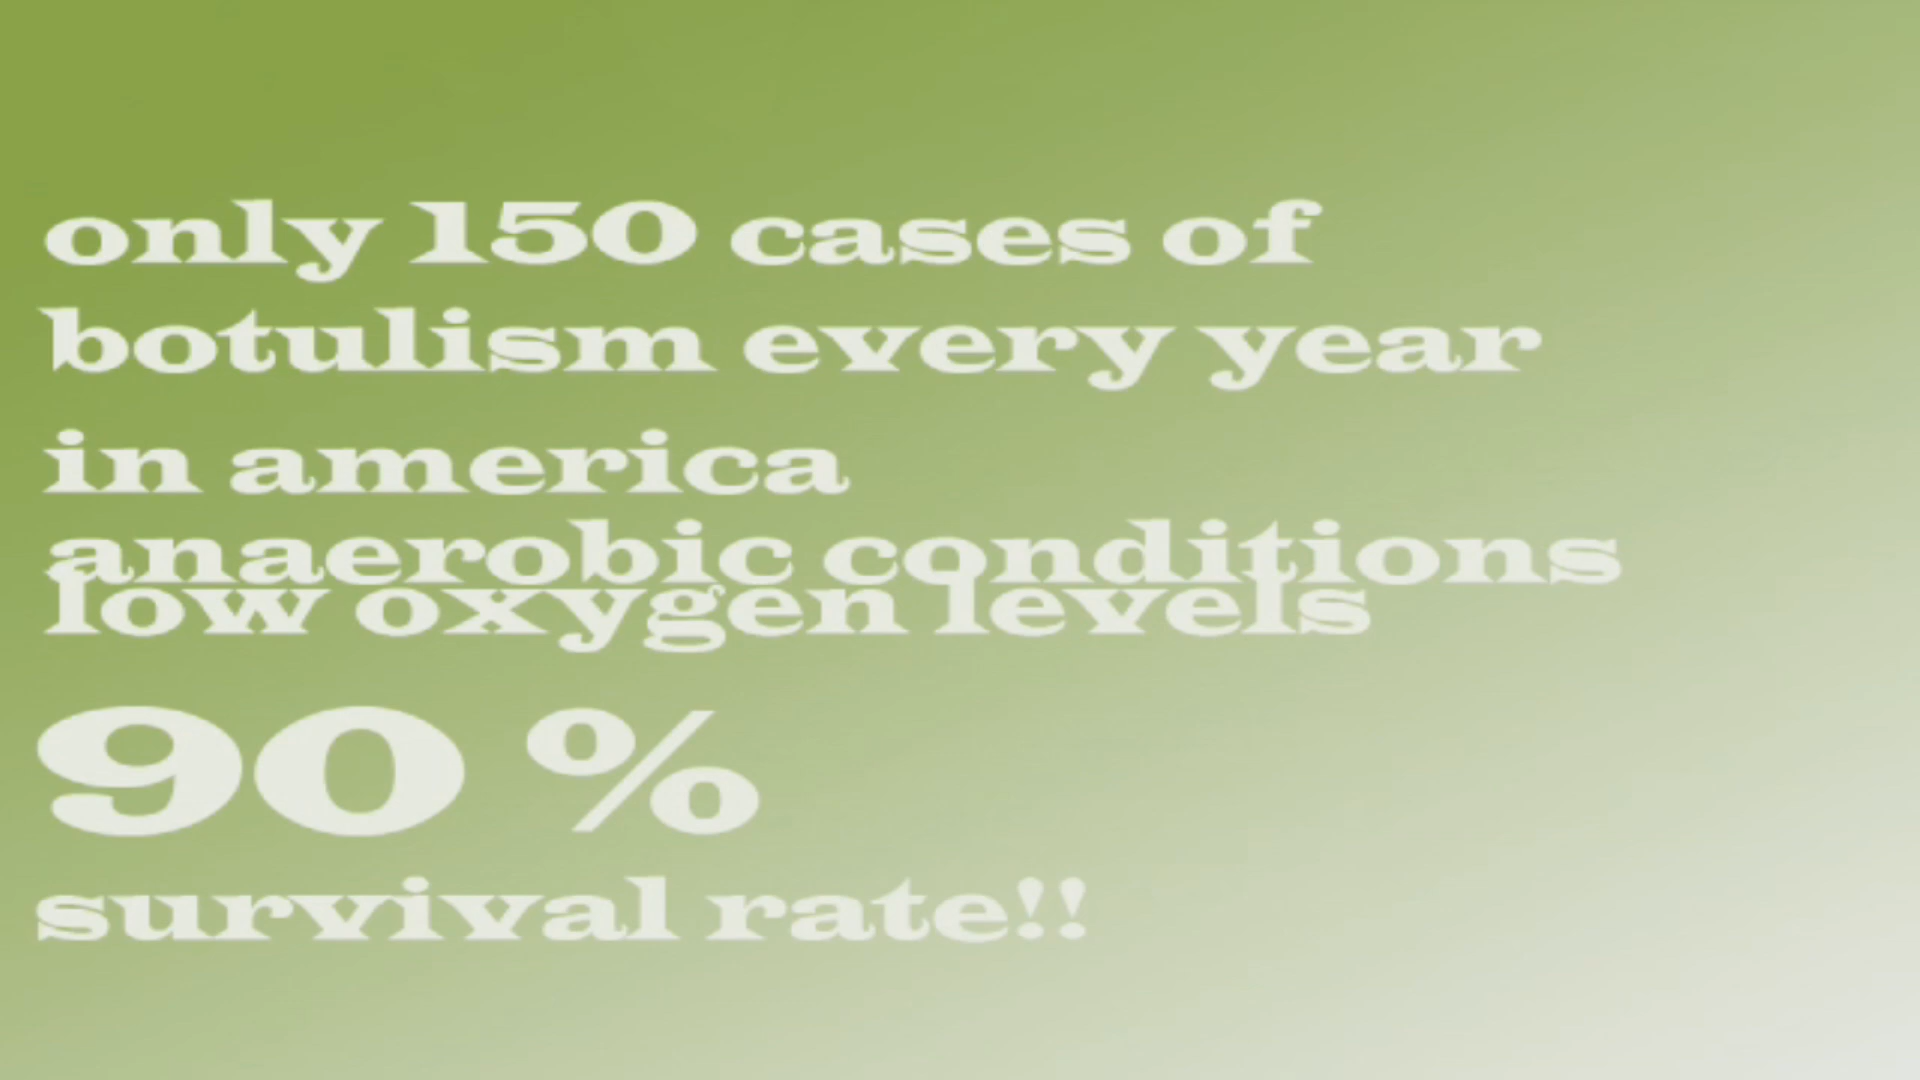 only 150 cases of
botulism every year
in america
anaerobic conditions
low oxygen levels
90 %
survival rate!!